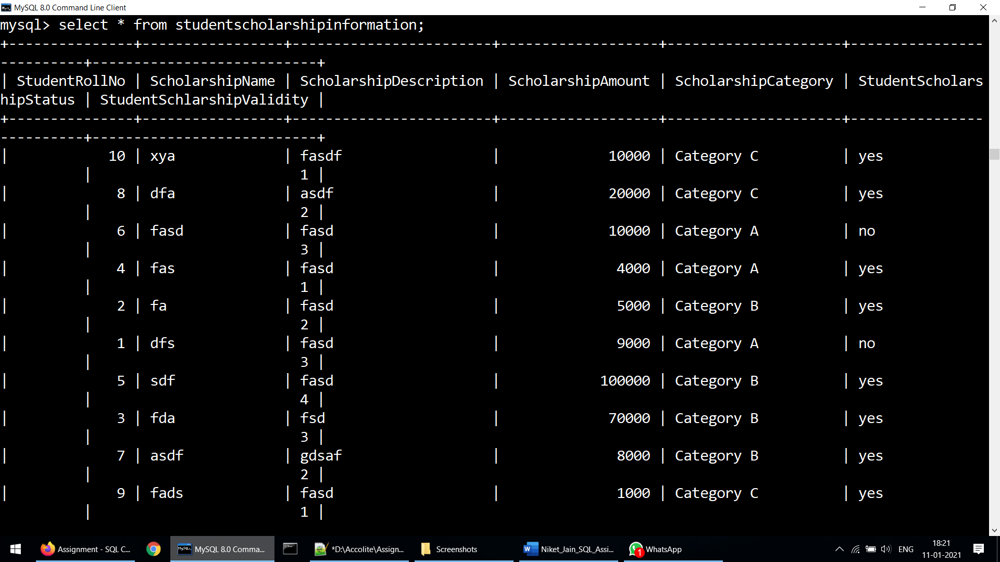 MySQL 8.0 Command Line Client
mysql> select * from studentscholarshipinformation;
+---------------+-----------------+------------------------+-------------------+---------------------+----------------
----------+---------------------------+
| StudentRollNo | ScholarshipName | ScholarshipDescription | ScholarshipAmount | ScholarshipCategory | StudentScholars
hipStatus | StudentSchlarshipValidity |
+---------------+-----------------+------------------------+-------------------+---------------------+----------------
----------+---------------------------+
|            10 | xya             | fasdf                  |             10000 | Category C          | yes
          |                         1 |
|             8 | dfa             | asdf                   |             20000 | Category C          | yes
          |                         2 |
|             6 | fasd            | fasd                   |             10000 | Category A          | no
          |                         3 |
|             4 | fas             | fasd                   |              4000 | Category A          | yes
          |                         1 |
|             2 | fa              | fasd                   |              5000 | Category B          | yes
          |                         2 |
|             1 | dfs             | fasd                   |              9000 | Category A          | no
          |                         3 |
|             5 | sdf             | fasd                   |            100000 | Category B          | yes
          |                         4 |
|             3 | fda             | fsd                    |             70000 | Category B          | yes
          |                         3 |
|             7 | asdf            | gdsaf                  |              8000 | Category B          | yes
          |                         2 |
|             9 | fads            | fasd                   |              1000 | Category C          | yes
          |                         1 |
Assignment - SQL C... MySQL 8.0 Comma... *D:\Accolite\Assign... Screenshots Niket_Jain_SQL_Assi... 1 WhatsApp ENG 18:21
11-01-2021